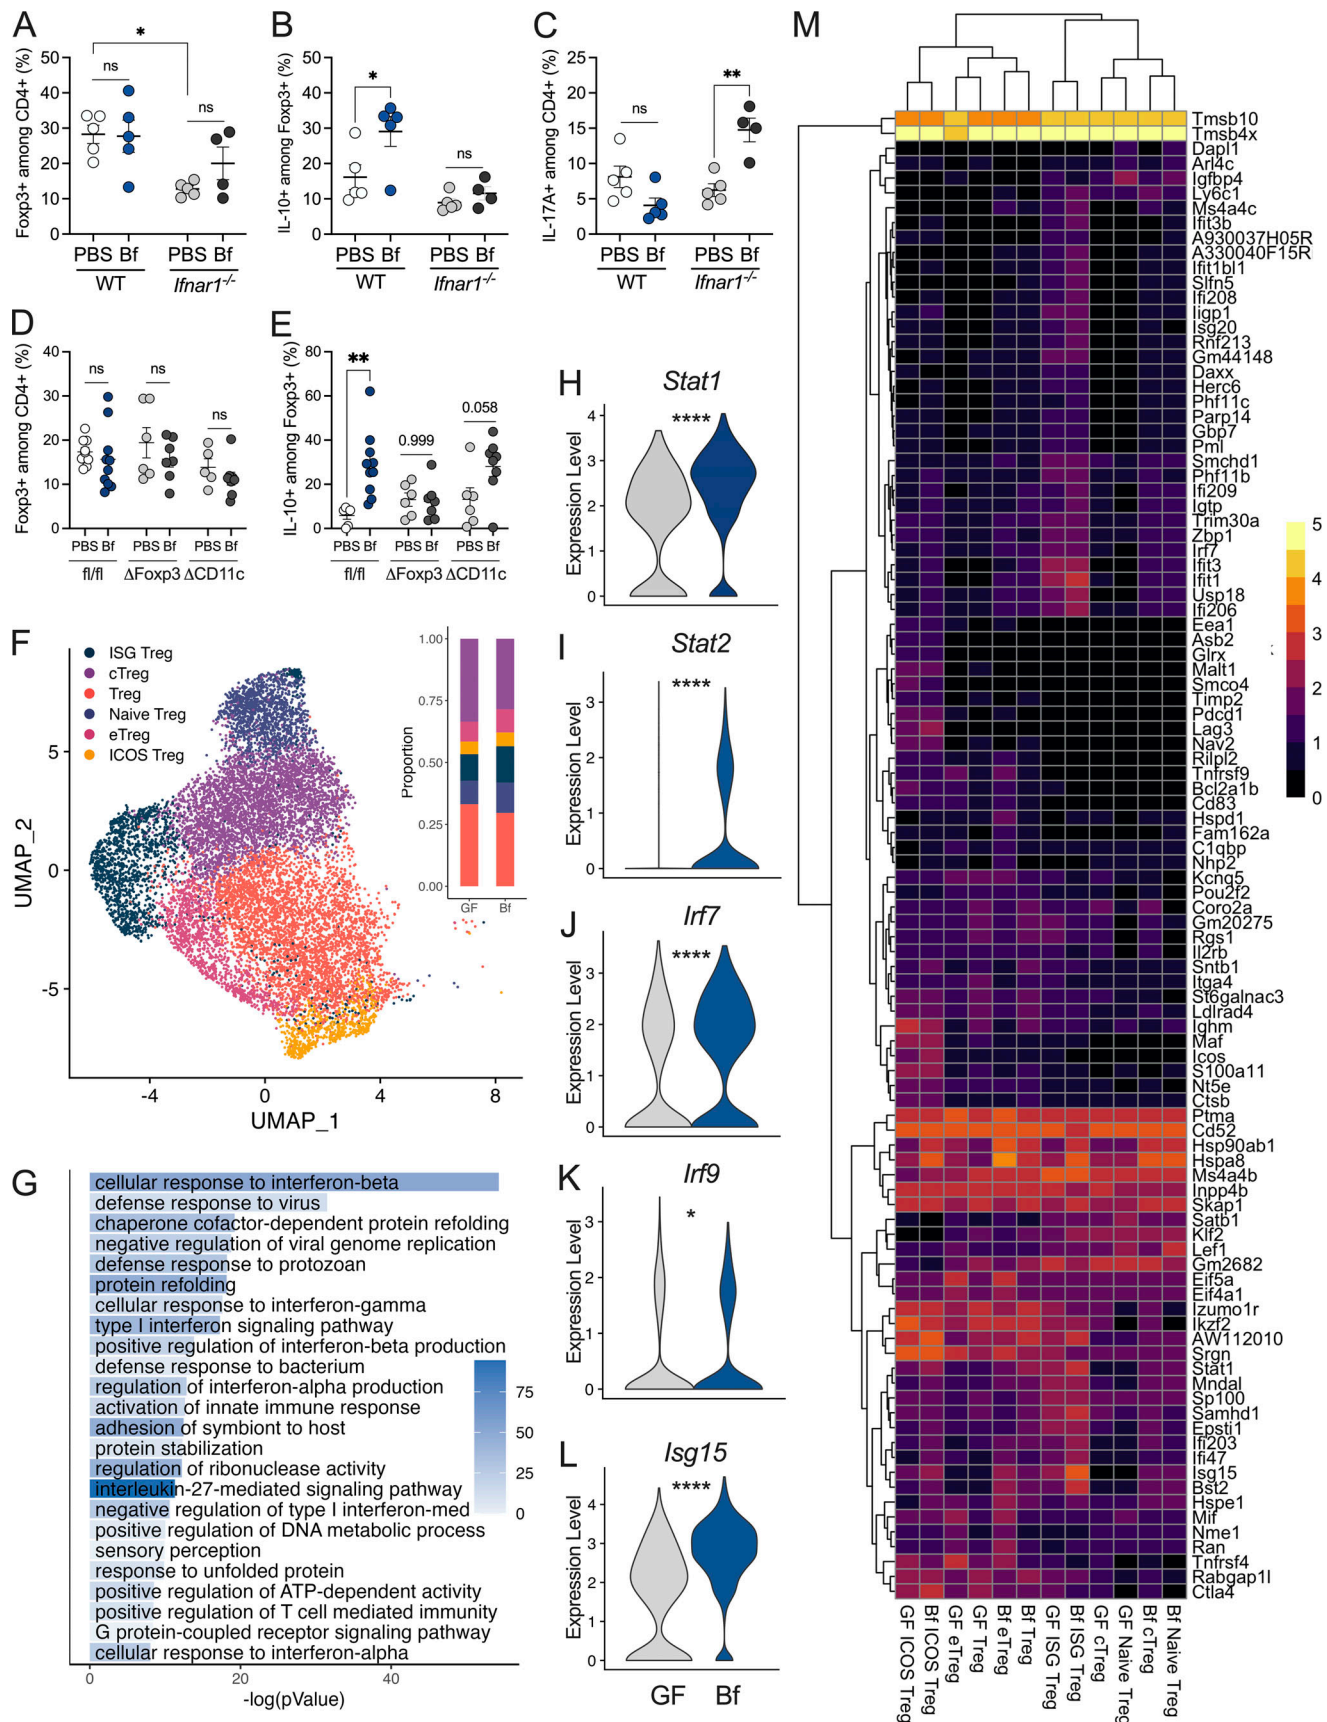 A
Foxp3+ among CD4+ (%)
50
40
30
20
10
0
*
ns
ns
PBS Bf PBS Bf
WT Ifnar1-/-
B
IL-10+ among Foxp3+ (%)
50
40
30
20
10
0
*
ns
PBS Bf PBS Bf
WT Ifnar1-/-
C
IL-17A+ among CD4+ (%)
25
20
15
10
5
0
ns
**
PBS Bf PBS Bf
WT Ifnar1-/-
D
Foxp3+ among CD4+ (%)
40
30
20
10
0
ns
ns
ns
PBS Bf PBS Bf PBS Bf
fl/fl ΔFoxp3 ΔCD11c
E
IL-10+ among Foxp3+ (%)
80
60
40
20
0
**
0.999
0.058
PBS Bf PBS Bf PBS Bf
fl/fl ΔFoxp3 ΔCD11c
F
ISG Treg
cTreg
Treg
Naive Treg
eTreg
ICOS Treg
UMAP_2
5
0
-5
-4 0 4 8
UMAP_1
Proportion
1.00
0.75
0.50
0.25
0.00
GF Bf
G
cellular response to interferon-beta
defense response to virus
chaperone cofactor-dependent protein refolding
negative regulation of viral genome replication
defense response to protozoan
protein refolding
cellular response to interferon-gamma
type I interferon signaling pathway
positive regulation of interferon-beta production
defense response to bacterium
regulation of interferon-alpha production
activation of innate immune response
adhesion of symbiont to host
protein stabilization
regulation of ribonuclease activity
interleukin-27-mediated signaling pathway
negative regulation of type I interferon-med
positive regulation of DNA metabolic process
sensory perception
response to unfolded protein
positive regulation of ATP-dependent activity
positive regulation of T cell mediated immunity
G protein-coupled receptor signaling pathway
cellular response to interferon-alpha
75
50
25
0
0 20 40
-log(pValue)
H
Stat1
****
Expression Level
4
3
2
1
0
I
Stat2
****
Expression Level
3
2
1
0
J
Irf7
****
Expression Level
3
2
1
0
K
Irf9
*
Expression Level
3
2
1
0
L
Isg15
****
Expression Level
4
3
2
1
0
GF Bf
M
Tmsb10
Tmsb4x
Dapl1
Arl4c
Igfbp4
Ly6c1
Ms4a4c
Ifit3b
A930037H05R
A330040F15R
Ifit1bl1
Slfn5
Ifi208
Iigp1
Isg20
Rnf213
Gm44148
Daxx
Herc6
Phf11c
Parp14
Gbp7
Pml
Smchd1
Phf11b
Ifi209
Igtp
Trim30a
Zbp1
Irf7
Ifit3
Ifit1
Usp18
Ifi206
Eea1
Asb2
Glrx
Malt1
Smco4
Timp2
Pdcd1
Lag3
Nav2
Rilpl2
Tnfrsf9
Bcl2a1b
Cd83
Hspd1
Fam162a
C1qbp
Nhp2
Kcnq5
Pou2f2
Coro2a
Gm20275
Rgs1
Il2rb
Sntb1
Itga4
St6galnac3
Ldlrad4
Ighm
Maf
Icos
S100a11
Nt5e
Ctsb
Ptma
Cd52
Hsp90ab1
Hspa8
Ms4a4b
Inpp4b
Skap1
Satb1
Klf2
Lef1
Gm2682
Eif5a
Eif4a1
Izumo1r
Ikzf2
AW112010
Srgn
Stat1
Mndal
Sp100
Samhd1
Epsti1
Ifi203
Ifi47
Isg15
Bst2
Hspe1
Mif
Nme1
Ran
Tnfrsf4
Rabgap1l
Ctla4
GF ICOS Treg
Bf ICOS Treg
GF eTreg
GF Treg
Bf eTreg
Bf Treg
GF ISG Treg
Bf ISG Treg
GF cTreg
GF Naive Treg
Bf cTreg
Bf Naive Treg
5
4
3
2
1
0